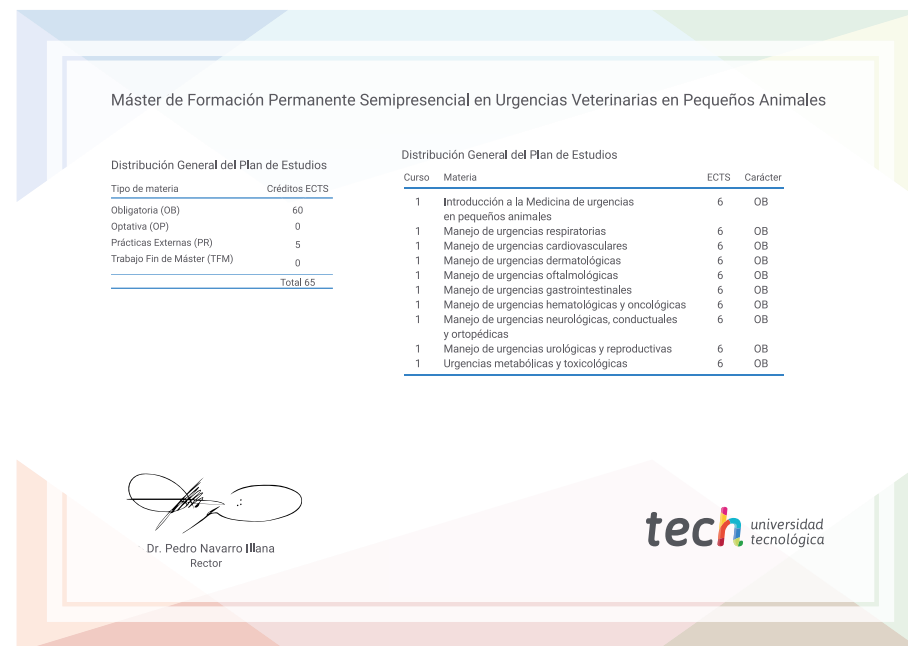 Máster de Formación Permanente Semipresencial en Urgencias Veterinarias en Pequeños Animales
Distribución General del Plan de Estudios
Tipo de materia Créditos ECTS
Obligatoria (OB) 60
Optativa (OP) 0
Prácticas Externas (PR) 5
Trabajo Fin de Máster (TFM) 0
Total 65
Distribución General del Plan de Estudios
Curso Materia ECTS Carácter
1 Introducción a la Medicina de urgencias 6 OB
en pequeños animales
1 Manejo de urgencias respiratorias 6 OB
1 Manejo de urgencias cardiovasculares 6 OB
1 Manejo de urgencias dermatológicas 6 OB
1 Manejo de urgencias oftalmológicas 6 OB
1 Manejo de urgencias gastrointestinales 6 OB
1 Manejo de urgencias hematológicas y oncológicas 6 OB
1 Manejo de urgencias neurológicas, conductuales 6 OB
y ortopédicas
1 Manejo de urgencias urológicas y reproductivas 6 OB
1 Urgencias metabólicas y toxicológicas 6 OB
Dr. Pedro Navarro Illana
Rector
tech universidad
tecnológica